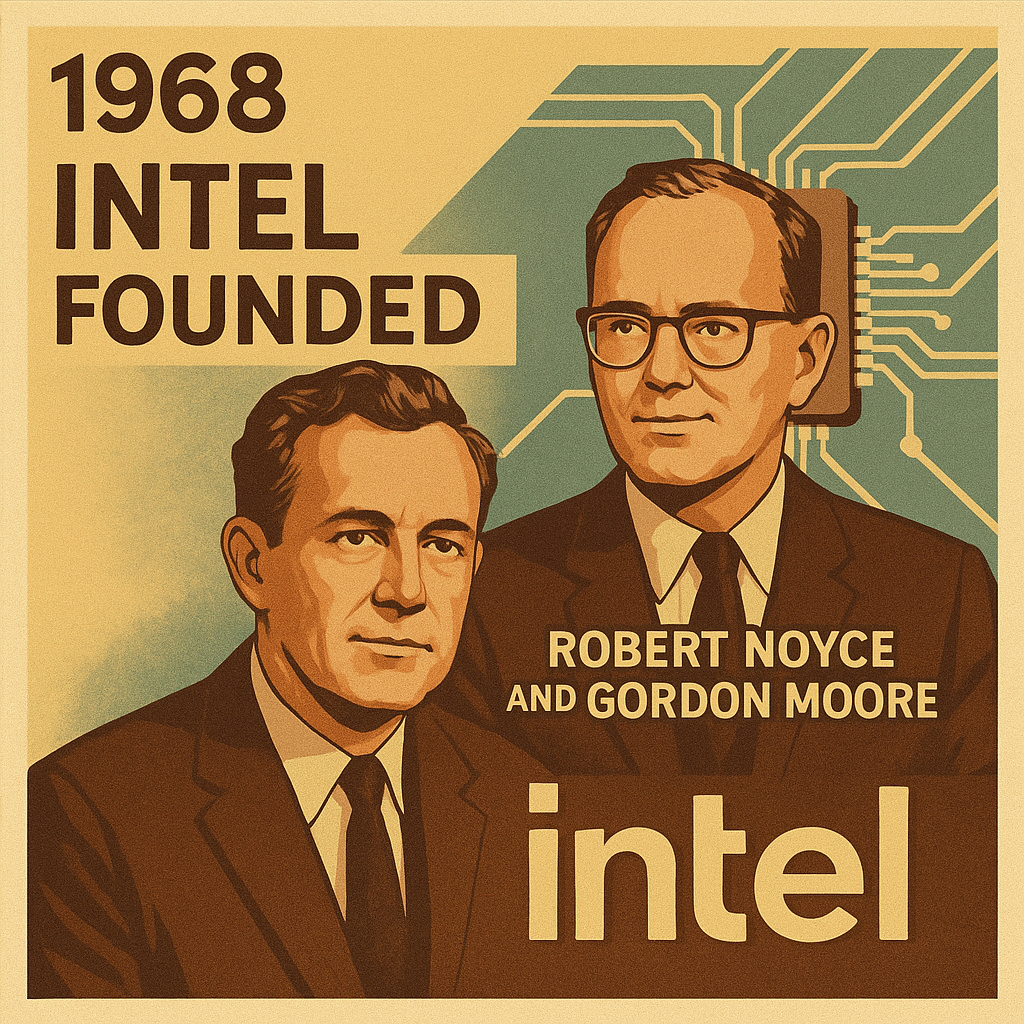 1968
INTEL
FOUNDED
ROBERT NOYCE
AND GORDON MOORE
intel